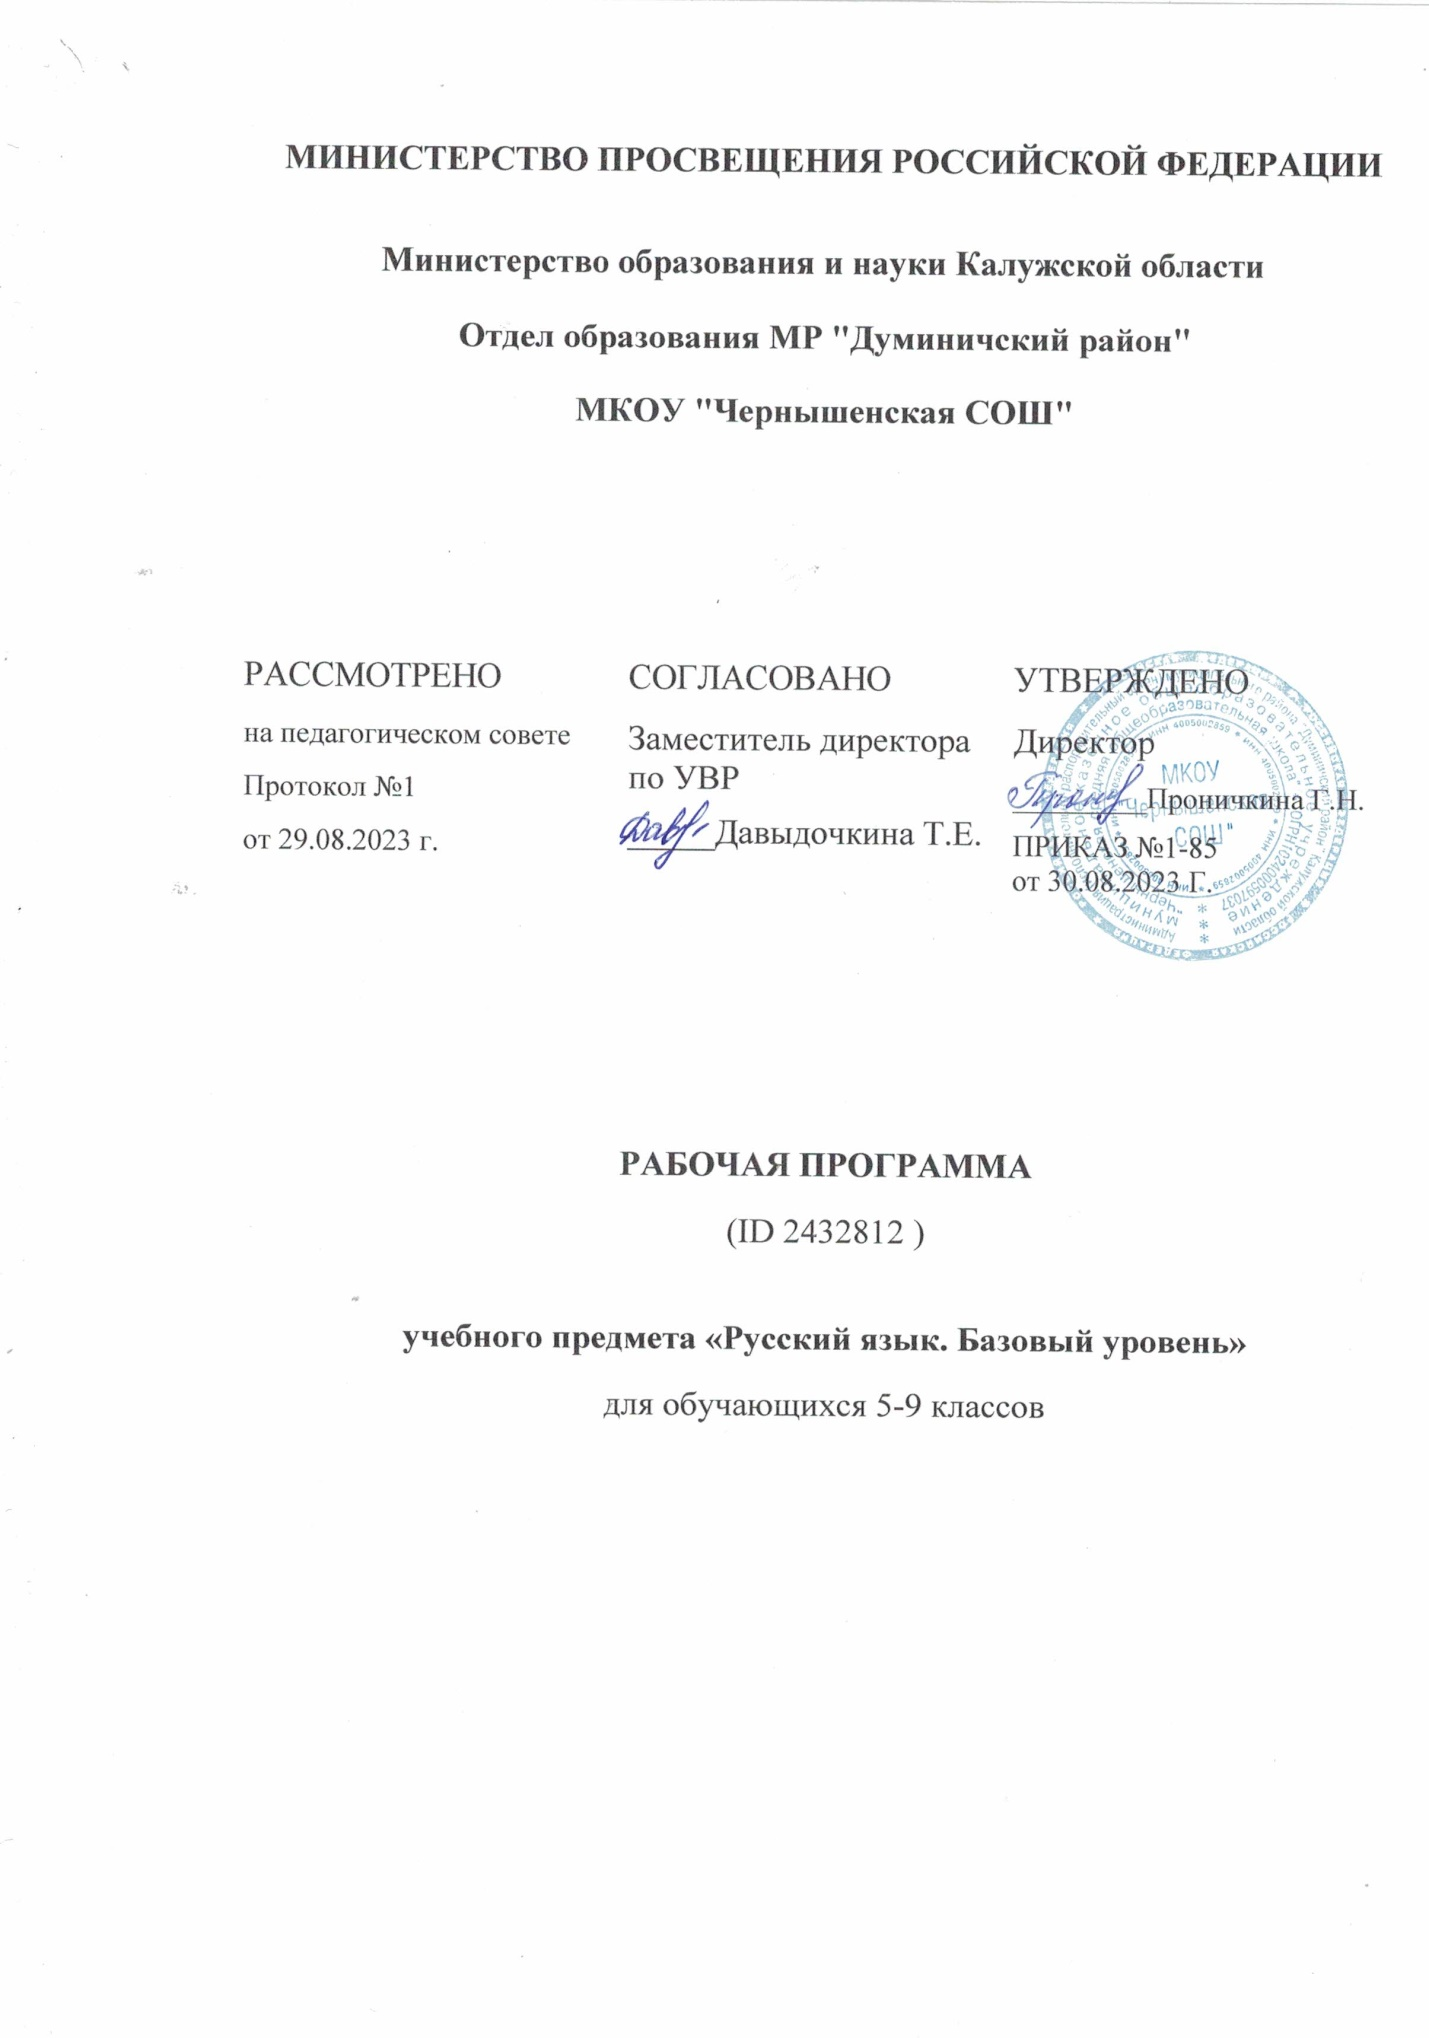 МИНИСТЕРСТВО ПРОСВЕЩЕНИЯ РОССИЙСКОЙ ФЕДЕРАЦИИ
Министерство образования и науки Калужской области
Отдел образования МР "Думиничский район"
МКОУ "Чернышенская СОШ"
РАССМОТРЕНО
на педагогическом совете
Протокол №1
от 29.08.2023 г.
СОГЛАСОВАНО
Заместитель директора
по УВР
Давыдочкина Т.Е.
УТВЕРЖДЕНО
Директор
Проничкина Г.Н.
ПРИКАЗ №1-85
от 30.08.2023 Г.
МКОУ
"Чернышенская
СОШ"
РАБОЧАЯ ПРОГРАММА
(ID 2432812 )
учебного предмета «Русский язык. Базовый уровень»
для обучающихся 5-9 классов